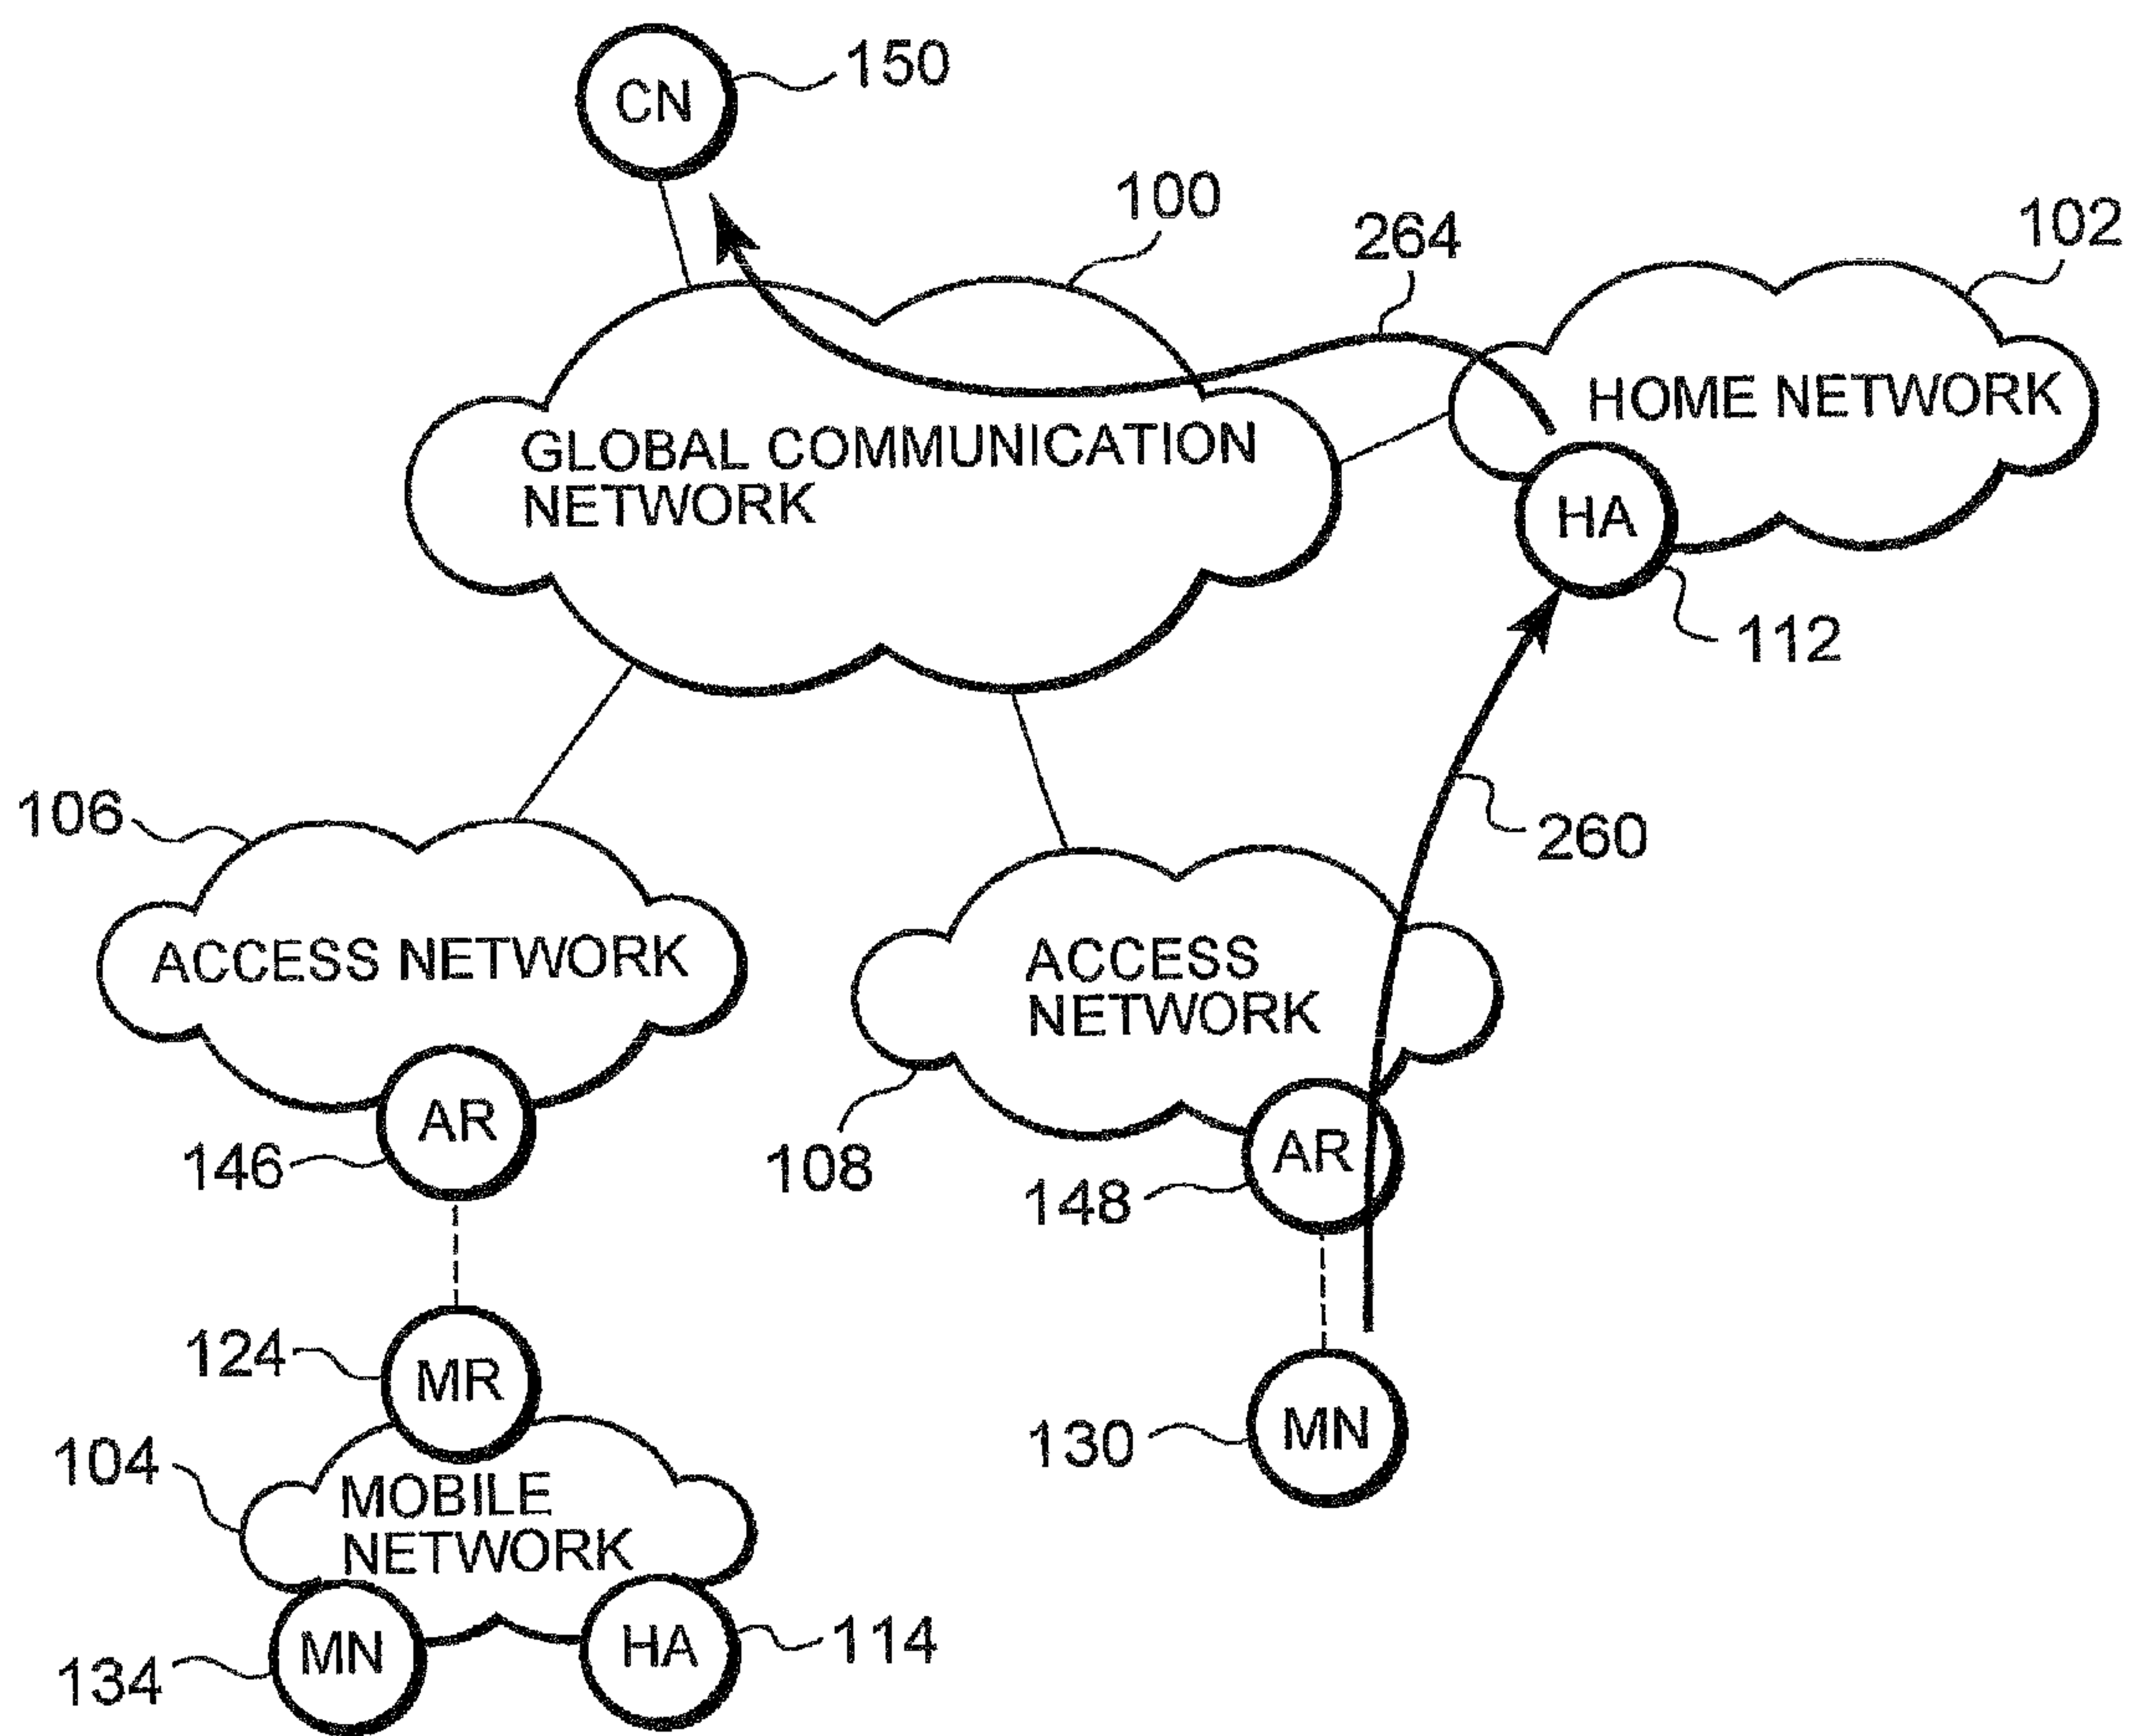 CN
150
100
264
102
HOME NETWORK
GLOBAL COMMUNICATION
NETWORK
HA
112
106
260
ACCESS NETWORK
ACCESS
NETWORK
AR
146
108
AR
148
124
MR
130
MN
104
MOBILE
NETWORK
MN
HA
114
134